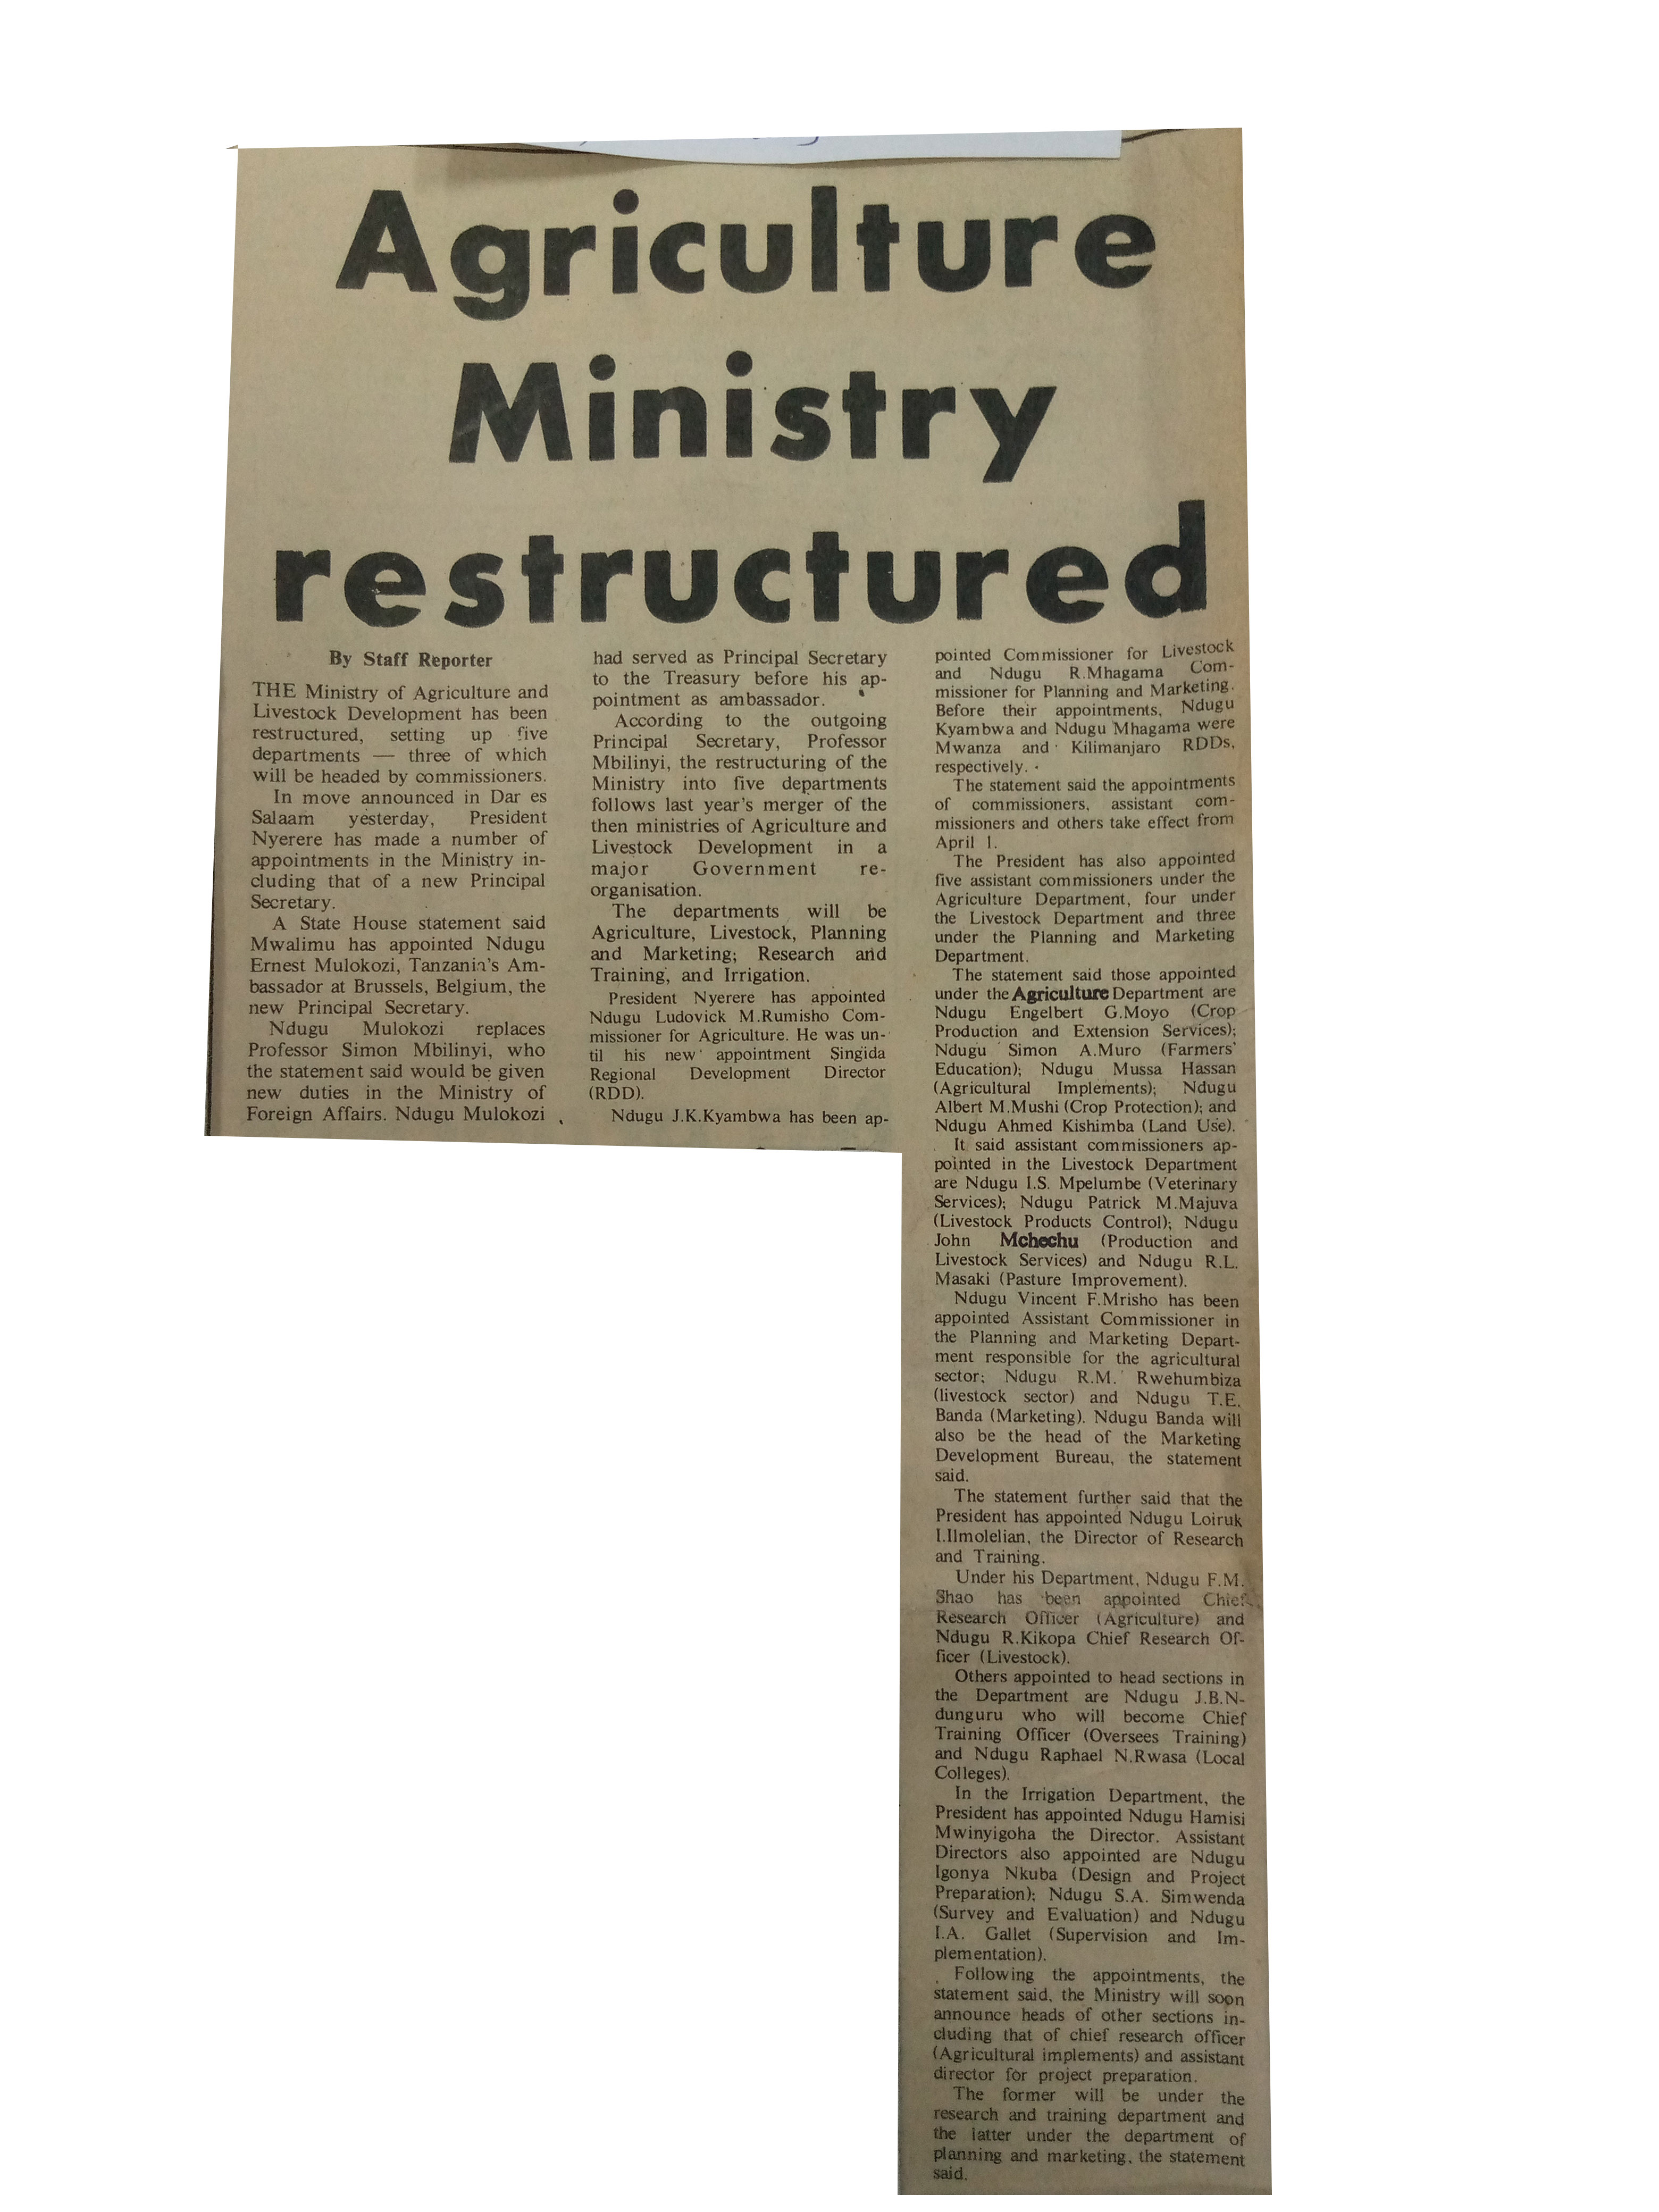 Agriculture
Ministry
restructured
By Staff Reporter
THE Ministry of Agriculture and
Livestock Development has been
restructured, setting up five
departments — three of which
will be headed by commissioners.
In move announced in Dar es
Salaam yesterday, President
Nyerere has made a number of
appointments in the Ministry in-
cluding that of a new Principal
Secretary.
A State House statement said
Mwalimu has appointed Ndugu
Ernest Mulokozi, Tanzania's Am-
bassador at Brussels, Belgium, the
new Principal Secretary.
Ndugu Mulokozi replaces
Professor Simon Mbilinyi, who
the statement said would be given
new duties in the Ministry of
Foreign Affairs. Ndugu Mulokozi
had served as Principal Secretary
to the Treasury before his ap-
pointment as ambassador.
According to the outgoing
Principal Secretary, Professor
Mbilinyi, the restructuring of the
Ministry into five departments
follows last year's merger of the
then ministries of Agriculture and
Livestock Development in a
major Government re-
organisation.
The departments will be
Agriculture, Livestock, Planning
and Marketing; Research and
Training, and Irrigation.
President Nyerere has appointed
Ndugu Ludovick M.Rumisho Com-
missioner for Agriculture. He was un-
til his new appointment Singida
Regional Development Director
(RDD).
Ndugu J.K.Kyambwa has been ap-
pointed Commissioner for Livestock
and Ndugu R.Mhagama Com-
missioner for Planning and Marketing.
Before their appointments, Ndugu
Kyambwa and Ndugu Mhagama were
Mwanza and Kilimanjaro RDDs,
respectively.
The statement said the appointments
of commissioners, assistant com-
missioners and others take effect from
April 1.
The President has also appointed
five assistant commissioners under the
Agriculture Department, four under
the Livestock Department and three
under the Planning and Marketing
Department.
The statement said those appointed
under the Agriculture Department are
Ndugu Engelbert G.Moyo (Crop
Production and Extension Services);
Ndugu Simon A.Muro (Farmers'
Education); Ndugu Mussa Hassan
(Agricultural Implements); Ndugu
Albert M.Mushi (Crop Protection); and
Ndugu Ahmed Kishimba (Land Use).
It said assistant commissioners ap-
pointed in the Livestock Department
are Ndugu I.S. Mpelumbe (Veterinary
Services); Ndugu Patrick M.Majuva
(Livestock Products Control); Ndugu
John Mchechu (Production and
Livestock Services) and Ndugu R.L.
Masaki (Pasture Improvement).
Ndugu Vincent F.Mrisho has been
appointed Assistant Commissioner in
the Planning and Marketing Depart-
ment responsible for the agricultural
sector; Ndugu R.M. Rwehumbiza
(livestock sector) and Ndugu T.E.
Banda (Marketing). Ndugu Banda will
also be the head of the Marketing
Development Bureau, the statement
said.
The statement further said that the
President has appointed Ndugu Loiruk
I.Ilmolelian, the Director of Research
and Training.
Under his Department, Ndugu F.M.
Shao has been appointed Chief
Research Officer (Agriculture) and
Ndugu R.Kikopa Chief Research Of-
ficer (Livestock).
Others appointed to head sections in
the Department are Ndugu J.B.N-
dunguru who will become Chief
Training Officer (Oversees Training)
and Ndugu Raphael N.Rwasa (Local
Colleges).
In the Irrigation Department, the
President has appointed Ndugu Hamisi
Mwinyigoha the Director. Assistant
Directors also appointed are Ndugu
Igonya Nkuba (Design and Project
Preparation); Ndugu S.A. Simwenda
(Survey and Evaluation) and Ndugu
I.A. Gallet (Supervision and Im-
plementation).
Following the appointments, the
statement said, the Ministry will soon
announce heads of other sections in-
cluding that of chief research officer
(Agricultural implements) and assistant
director for project preparation.
The former will be under the
research and training department and
the latter under the department of
planning and marketing, the statement
said.